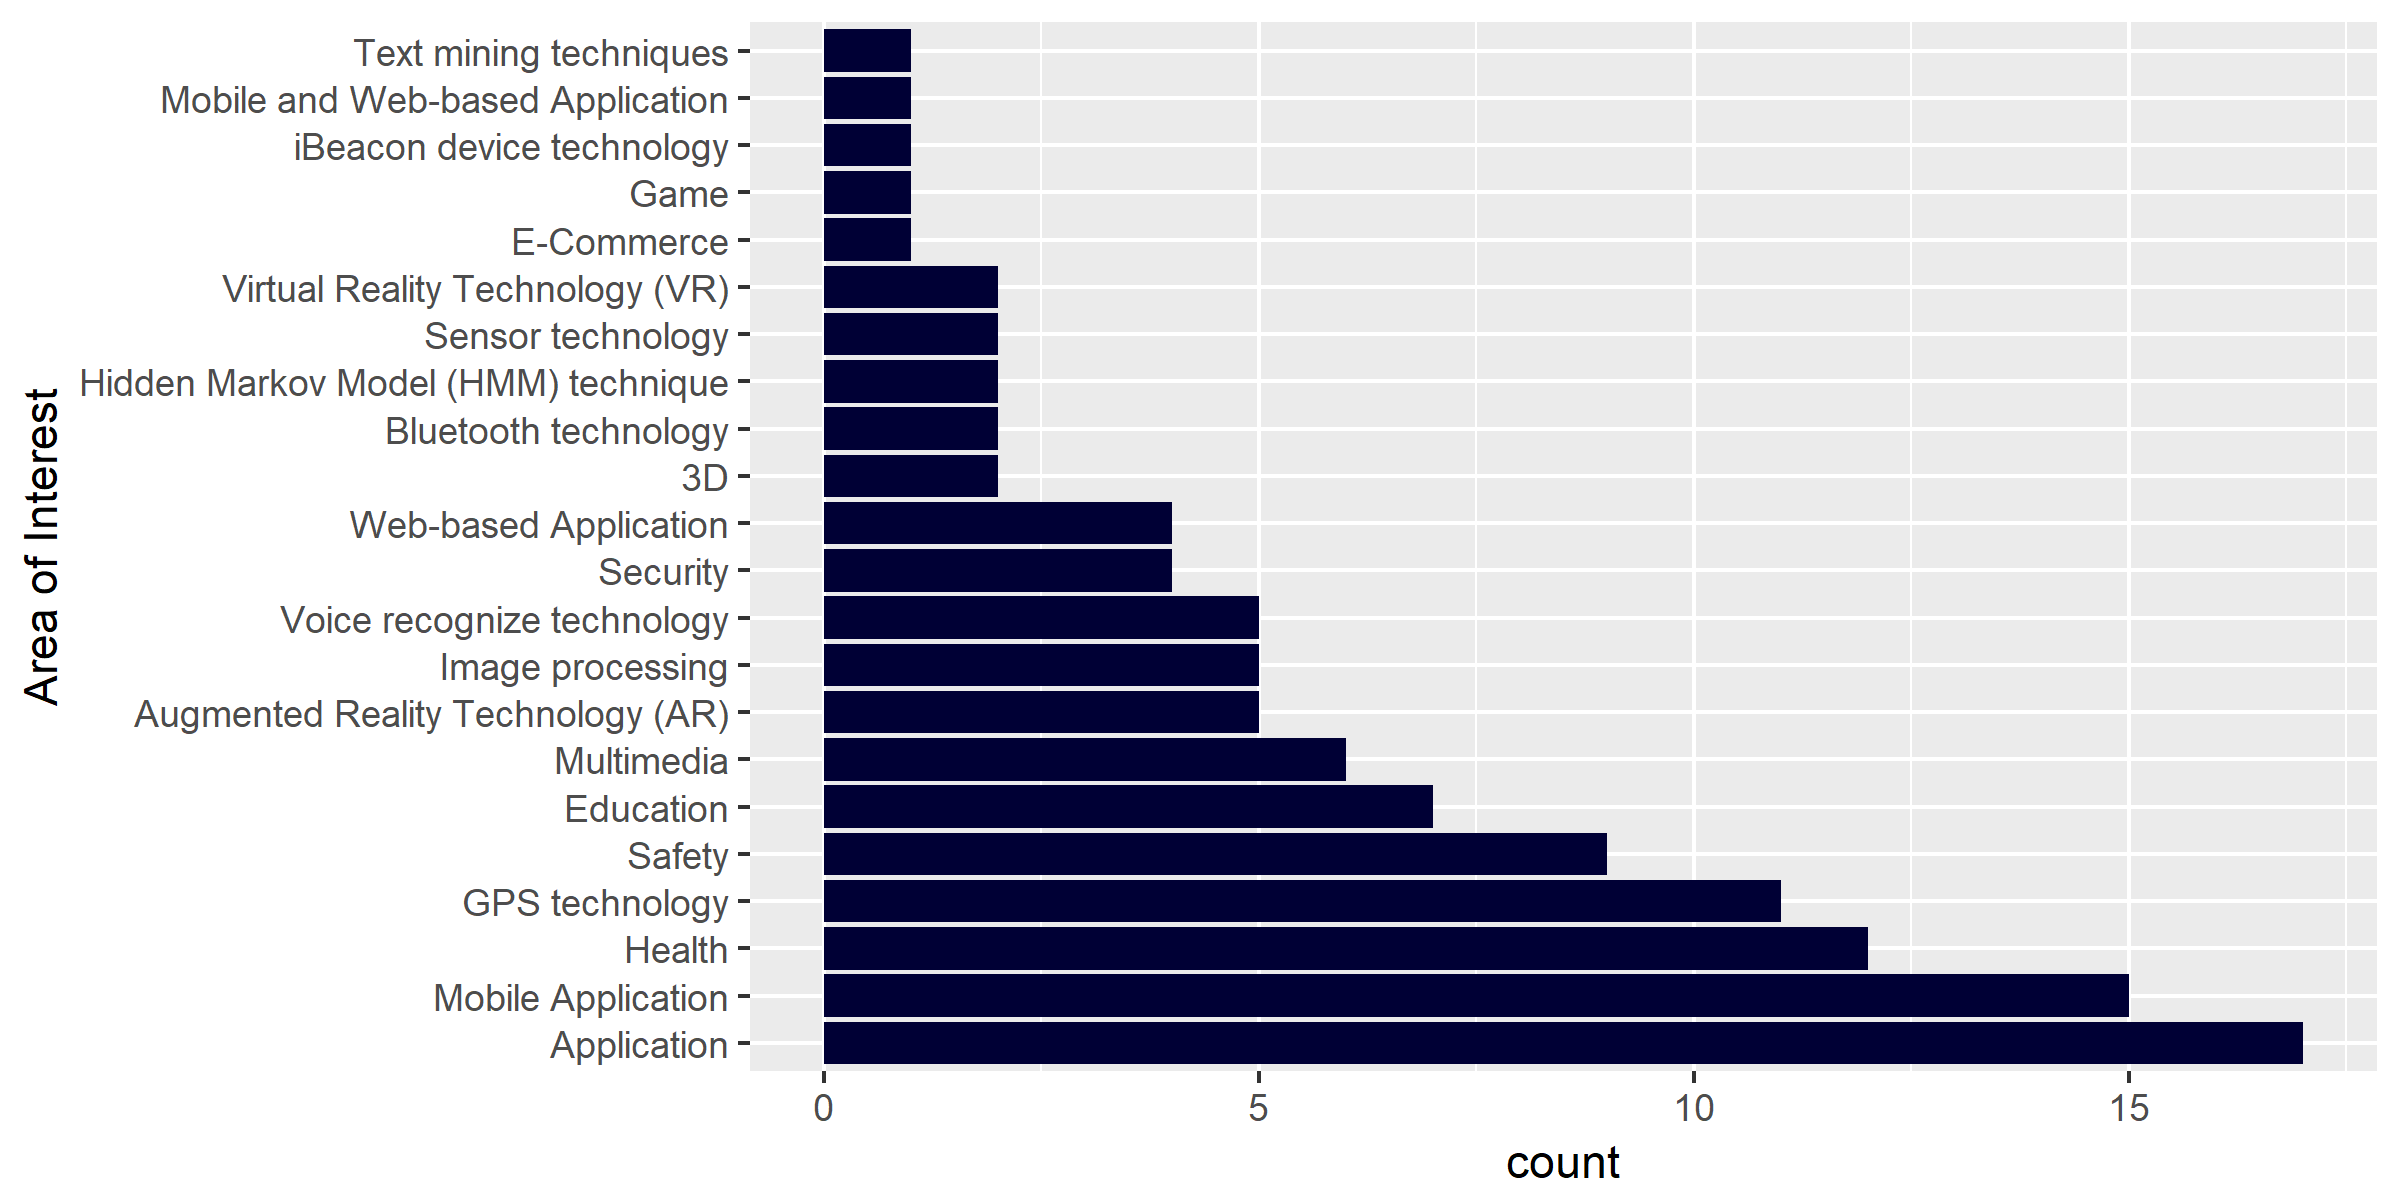 Text mining techniques
Mobile and Web-based Application
iBeacon device technology
Game
E-Commerce
Virtual Reality Technology (VR)
Sensor technology
Hidden Markov Model (HMM) technique
Bluetooth technology
3D
Web-based Application
Security
Voice recognize technology
Image processing
Augmented Reality Technology (AR)
Multimedia
Education
Safety
GPS technology
Health
Mobile Application
Application
Area of Interest
0 5 10 15
count